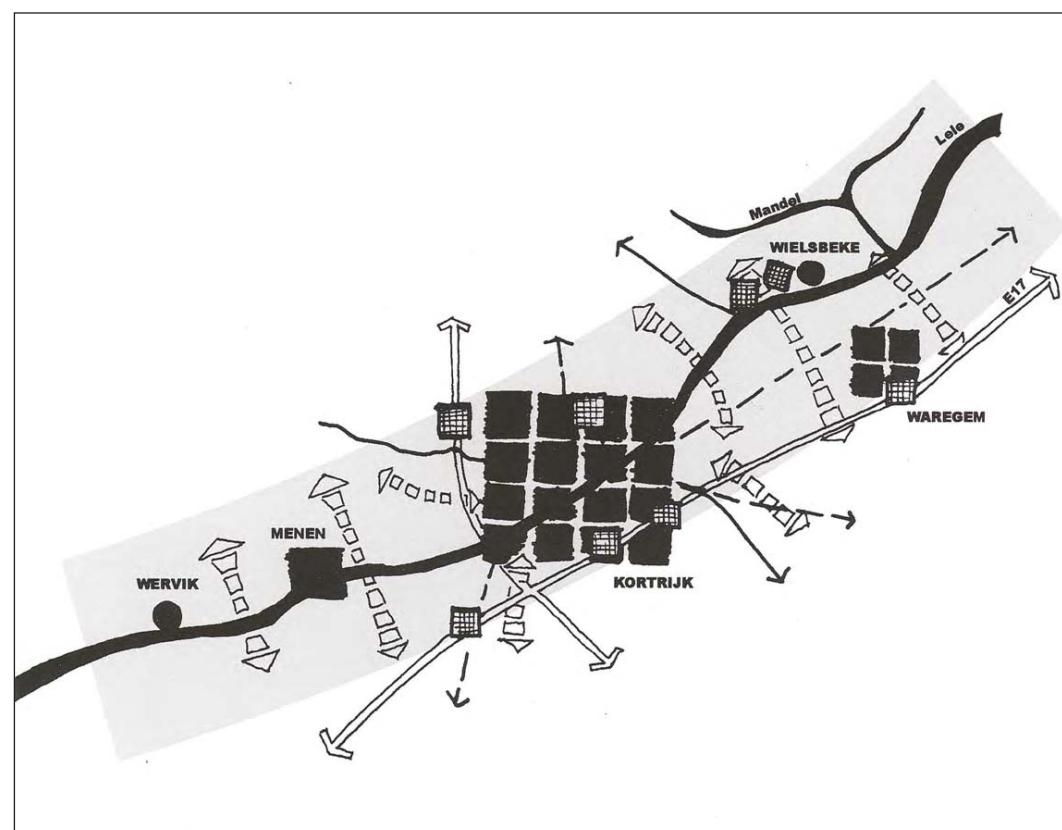 Leie
Mandel
WIELSBEKE
E17
WAREGEM
MENEN
WERVIK
KORTRIJK